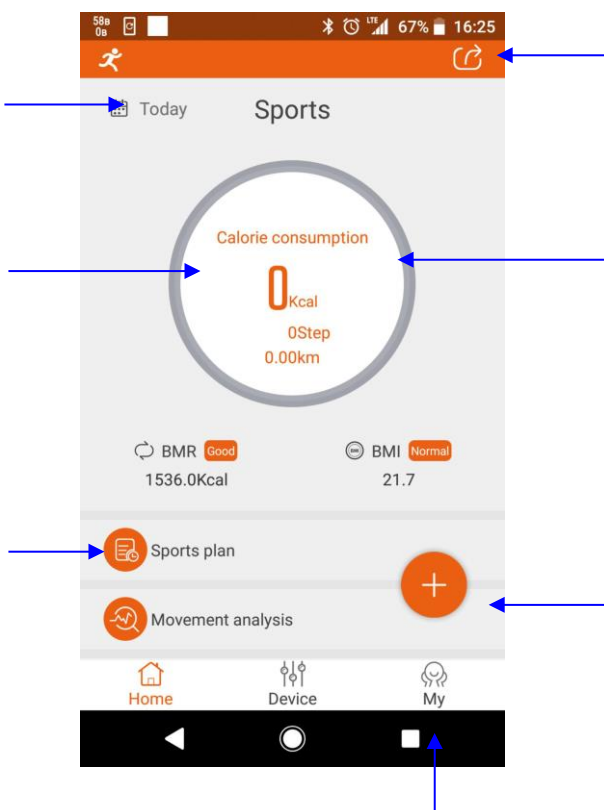 58B
0B
LTE
67%
16:25
Today
Sports
Calorie consumption
0Kcal
0Step
0.00km
BMR Good
BMI Normal
1536.0Kcal
21.7
Sports plan
Movement analysis
Home
Device
My